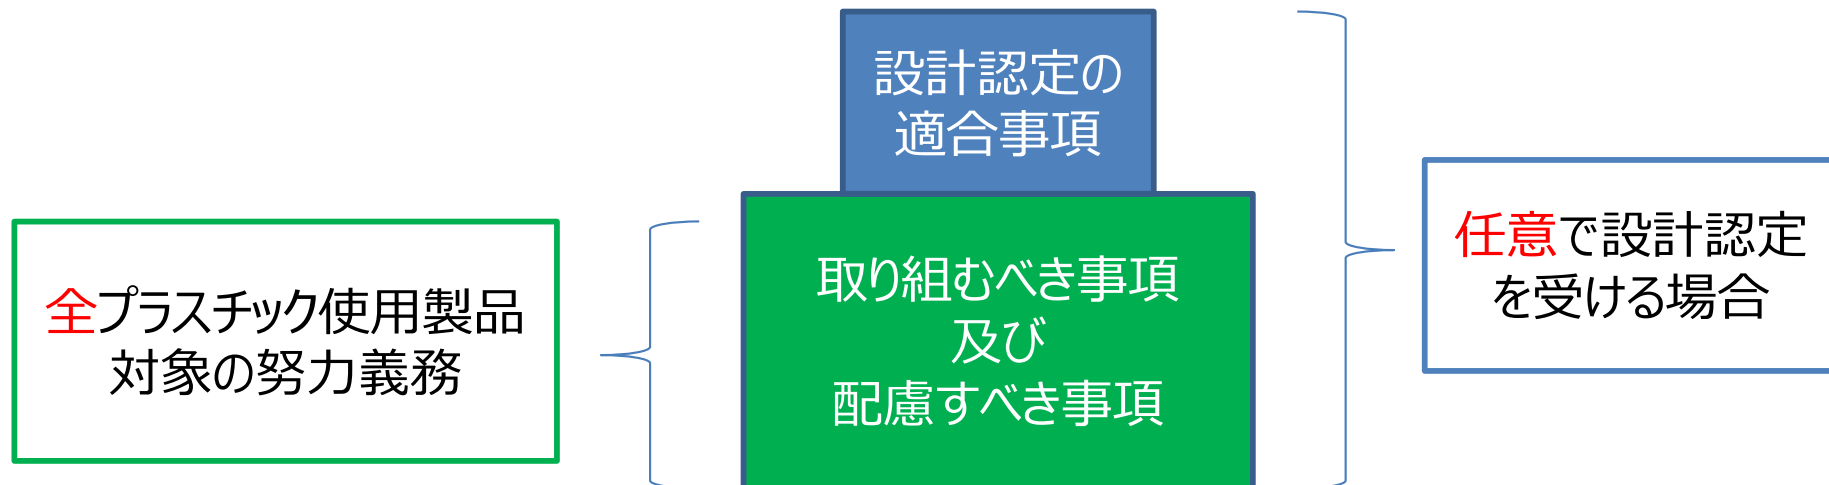 設計認定の
適合事項
全プラスチック使用製品
対象の努力義務
取り組むべき事項
及び
配慮すべき事項
任意で設計認定
を受ける場合